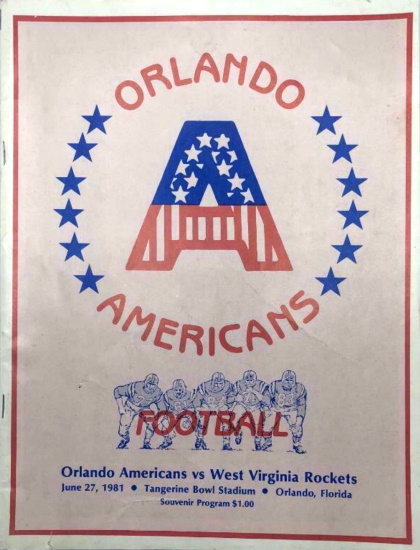 ORLANDO
A
AMERICANS
FOOTBALL
Orlando Americans vs West Virginia Rockets
June 27, 1981 • Tangerine Bowl Stadium • Orlando, Florida
Souvenir Program $1.00